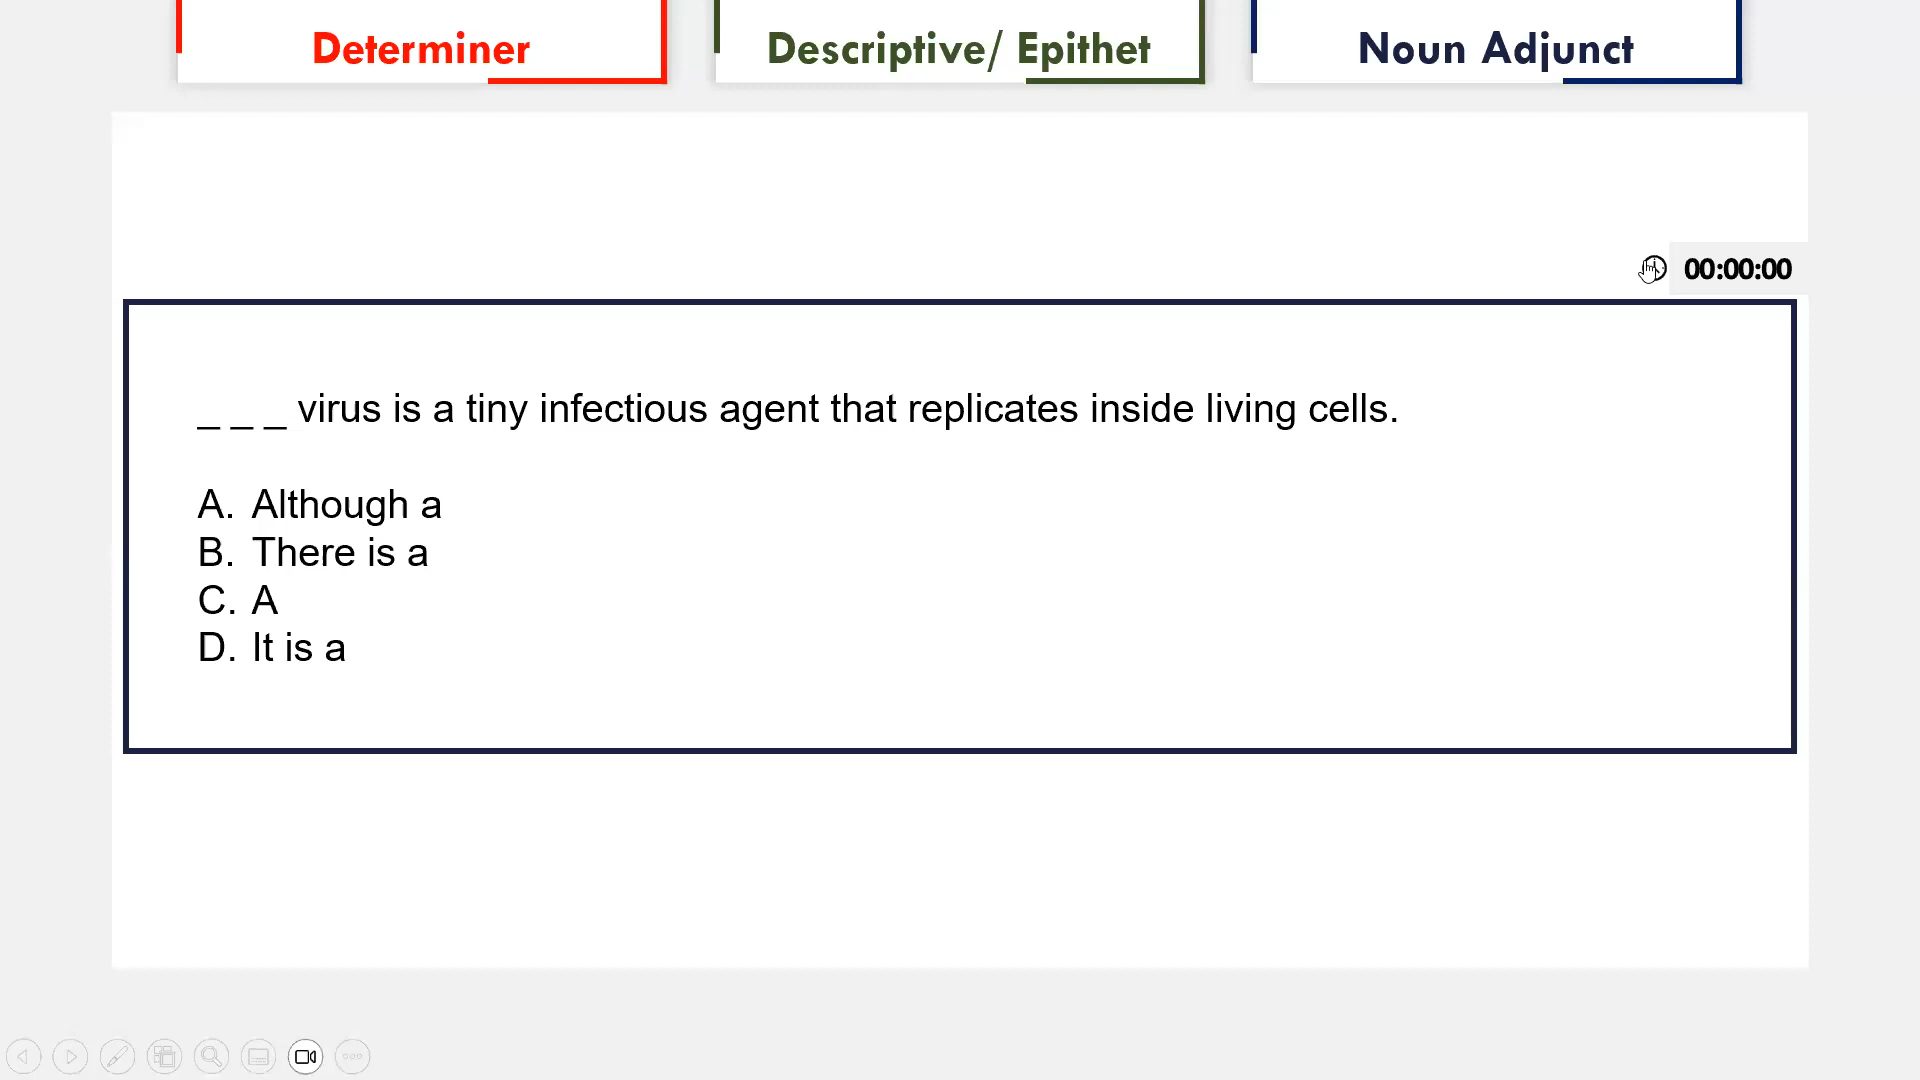 Determiner
Descriptive/ Epithet
Noun Adjunct
00:00:00
_ _ _ virus is a tiny infectious agent that replicates inside living cells.
A. Although a
B. There is a
C. A
D. It is a